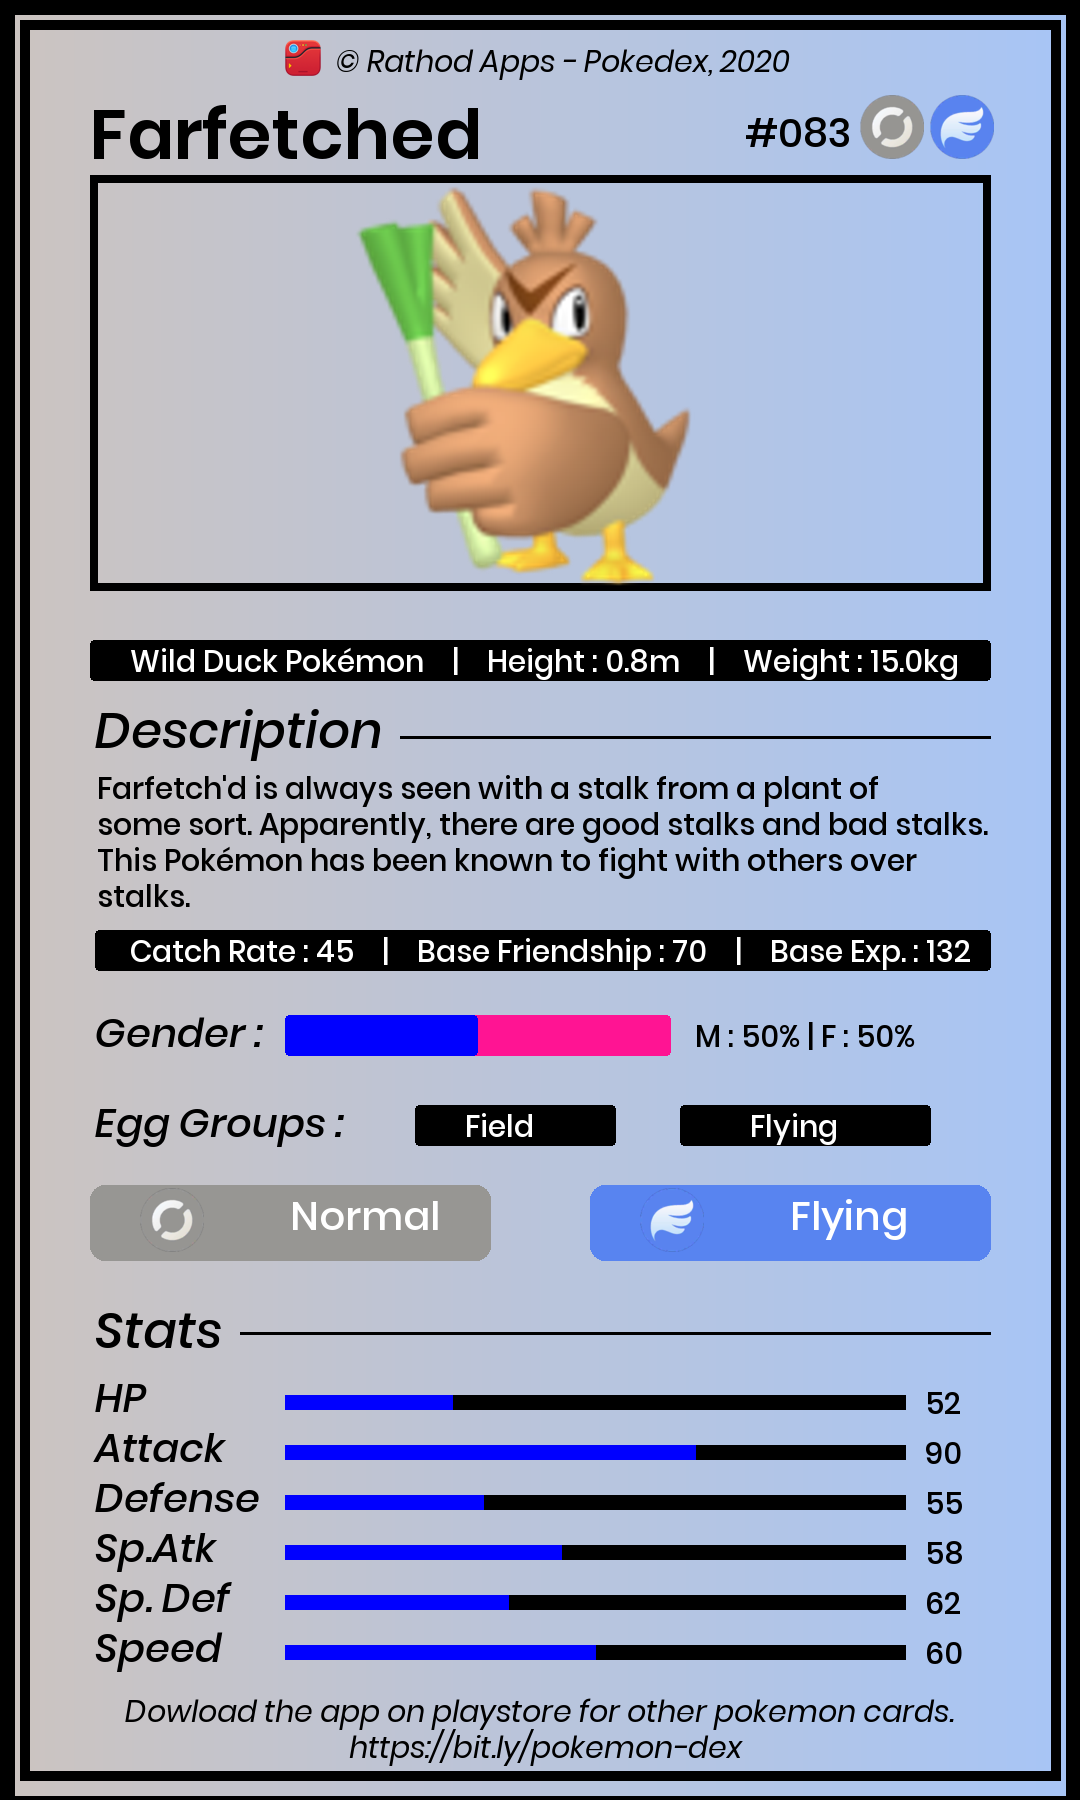 © Rathod Apps - Pokedex, 2020
Farfetched
#083
Wild Duck Pokémon | Height : 0.8m | Weight : 15.0kg
Description
Farfetch'd is always seen with a stalk from a plant of
some sort. Apparently, there are good stalks and bad stalks.
This Pokémon has been known to fight with others over
stalks.
Catch Rate : 45 | Base Friendship : 70 | Base Exp. : 132
Gender : M : 50% | F : 50%
Egg Groups : Field Flying
Normal Flying
Stats
HP 52
Attack 90
Defense 55
Sp.Atk 58
Sp. Def 62
Speed 60
Dowload the app on playstore for other pokemon cards.
https://bit.ly/pokemon-dex